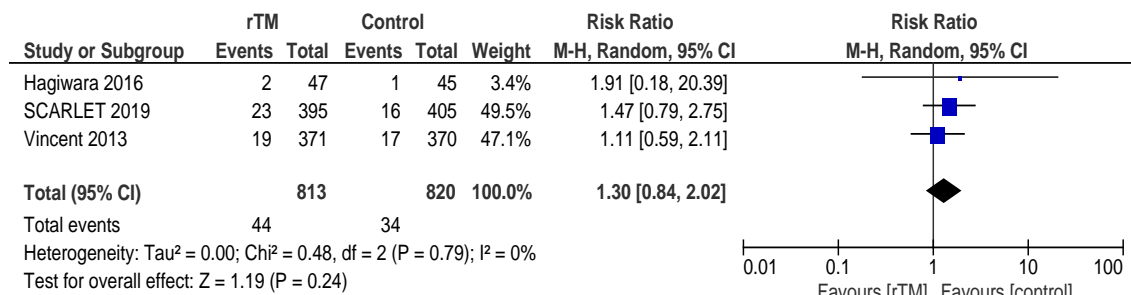 rTM Control Risk Ratio Risk Ratio
Study or Subgroup Events Total Events Total Weight M-H, Random, 95% CI M-H, Random, 95% CI
Hagiwara 2016 2 47 1 45 3.4% 1.91 [0.18, 20.39]
SCARLET 2019 23 395 16 405 49.5% 1.47 [0.79, 2.75]
Vincent 2013 19 371 17 370 47.1% 1.11 [0.59, 2.11]
Total (95% CI) 813 820 100.0% 1.30 [0.84, 2.02]
Total events 44 34
Heterogeneity: Tau² = 0.00; Chi² = 0.48, df = 2 (P = 0.79); I² = 0%
Test for overall effect: Z = 1.19 (P = 0.24)
0.01 0.1 1 10 100
Favours [rTM] Favours [control]